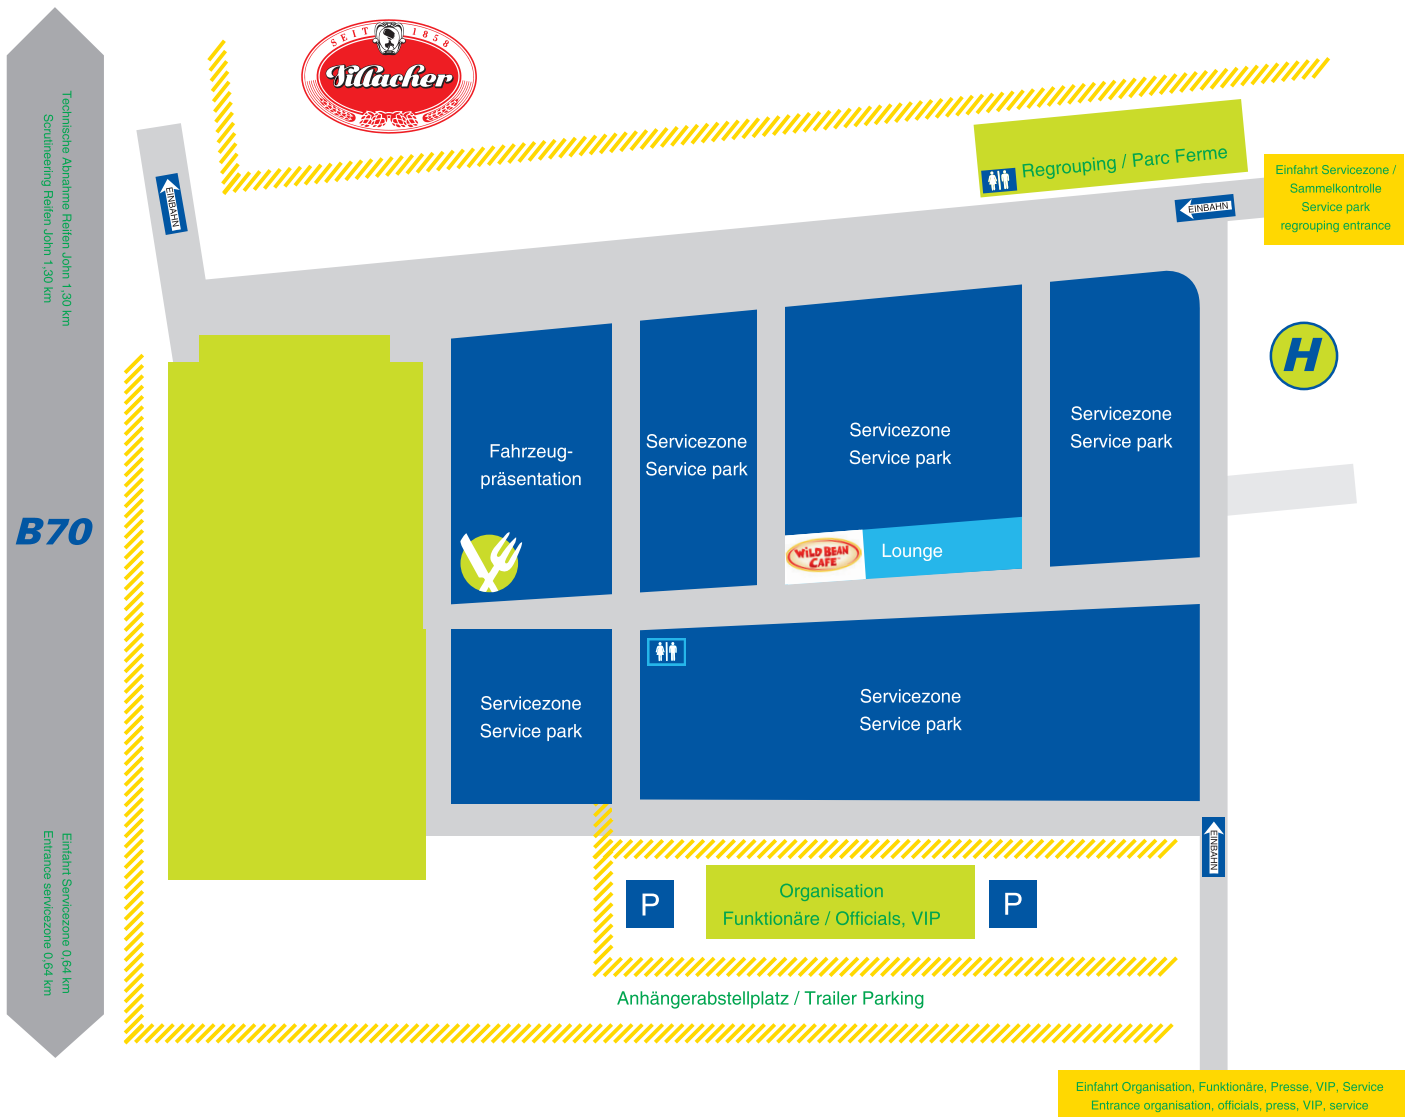 SEIT 1858
Villacher
Technische Abnahme Reifen John 1,30 km
Scrutineering Reifen John 1,30 km
EINBAHN
Regrouping / Parc Ferme
EINBAHN
Einfahrt Servicezone /
Sammelkontrolle
Service park
regrouping entrance
H
Fahrzeug-
präsentation
Servicezone
Service park
Servicezone
Service park
Servicezone
Service park
WiLD BEAN
CAFE
Lounge
B70
Servicezone
Service park
Servicezone
Service park
Einfahrt Servicezone 0,64 km
Entrance servicezone 0,64 km
EINBAHN
P
Organisation
Funktionäre / Officials, VIP
P
Anhängerabstellplatz / Trailer Parking
Einfahrt Organisation, Funktionäre, Presse, VIP, Service
Entrance organisation, officials, press, VIP, service